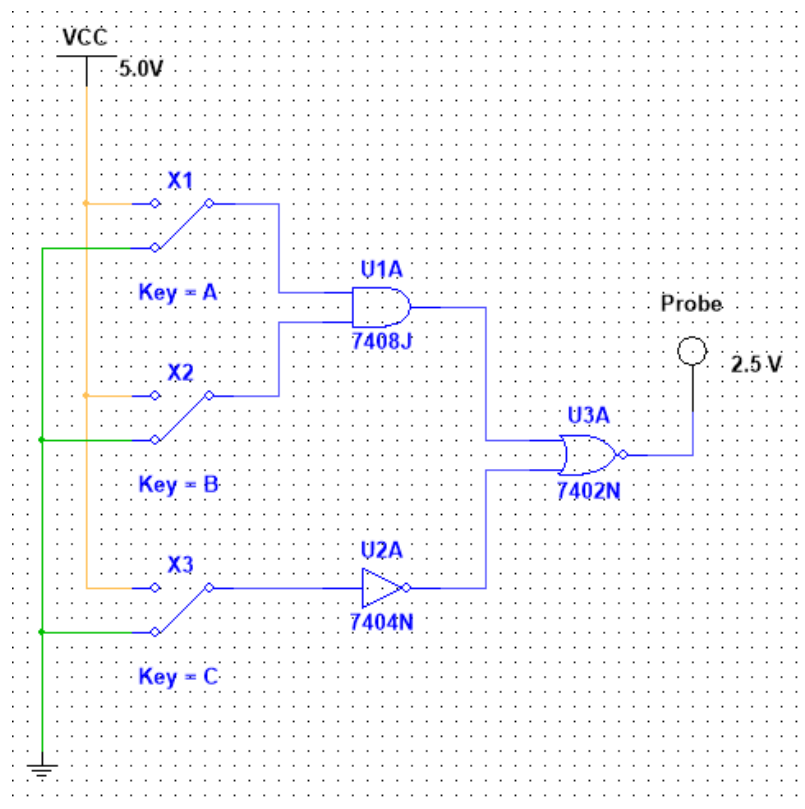 VCC
5.0V
X1
Key = A
U1A
7408J
Probe
2.5 V
X2
Key = B
U3A
7402N
X3
Key = C
U2A
7404N